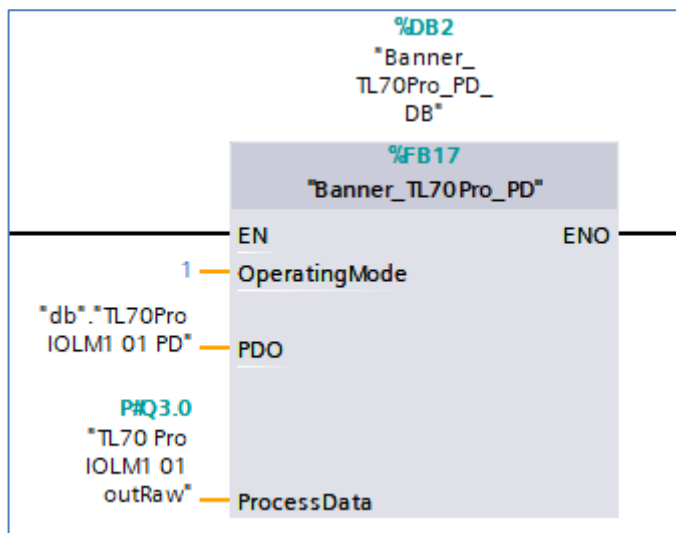 %DB2
"Banner_
TL70Pro_PD_
DB"
%FB17
"Banner_TL70Pro_PD"
EN ENO
1 OperatingMode
"db"."TL70Pro
IOLM1 01 PD" PDO
P#Q3.0
"TL70 Pro
IOLM1 01
outRaw" ProcessData